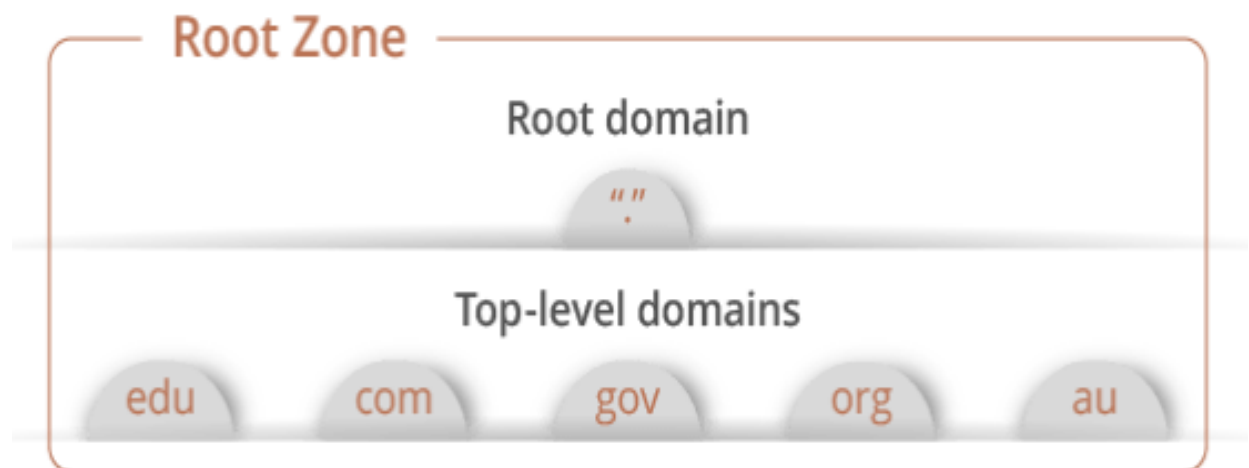 Root Zone
Root domain
“.”
Top-level domains
edu com gov org au